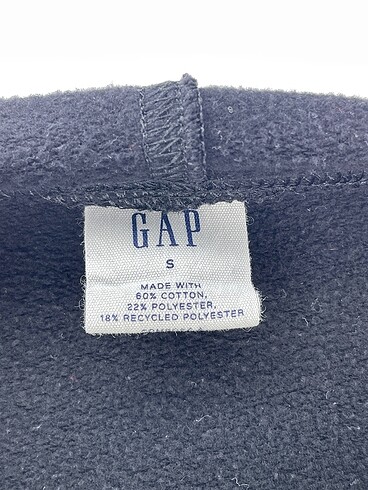 GAP
S
MADE WITH
60% COTTON,
22% POLYESTER,
18% RECYCLED POLYESTER